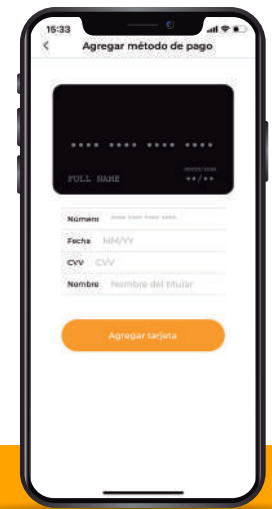 15:33
Agregar método de pago
•••• •••• •••• ••••
FULL NAME
••/••
Número **** **** **** ****
Fecha MM/YY
CVV CVV
Nombre Nombre del titular
Agregar tarjeta